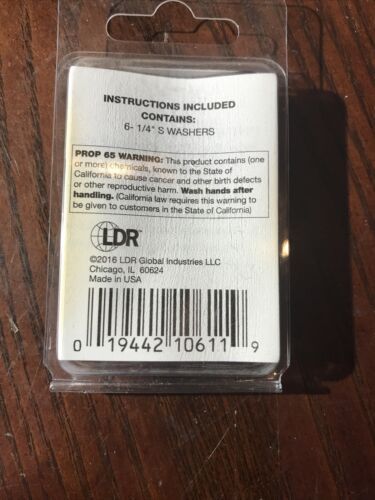 INSTRUCTIONS INCLUDED
CONTAINS:
6- 1/4" S WASHERS
PROP 65 WARNING: This product contains (one
or more) chemicals, known to the State of
California to cause cancer and other birth defects
or other reproductive harm. Wash hands after
handling. (California law requires this warning to
be given to customers in the State of California)
LDR™
©2016 LDR Global Industries LLC
Chicago, IL 60624
Made in USA
0 19442 10611 9